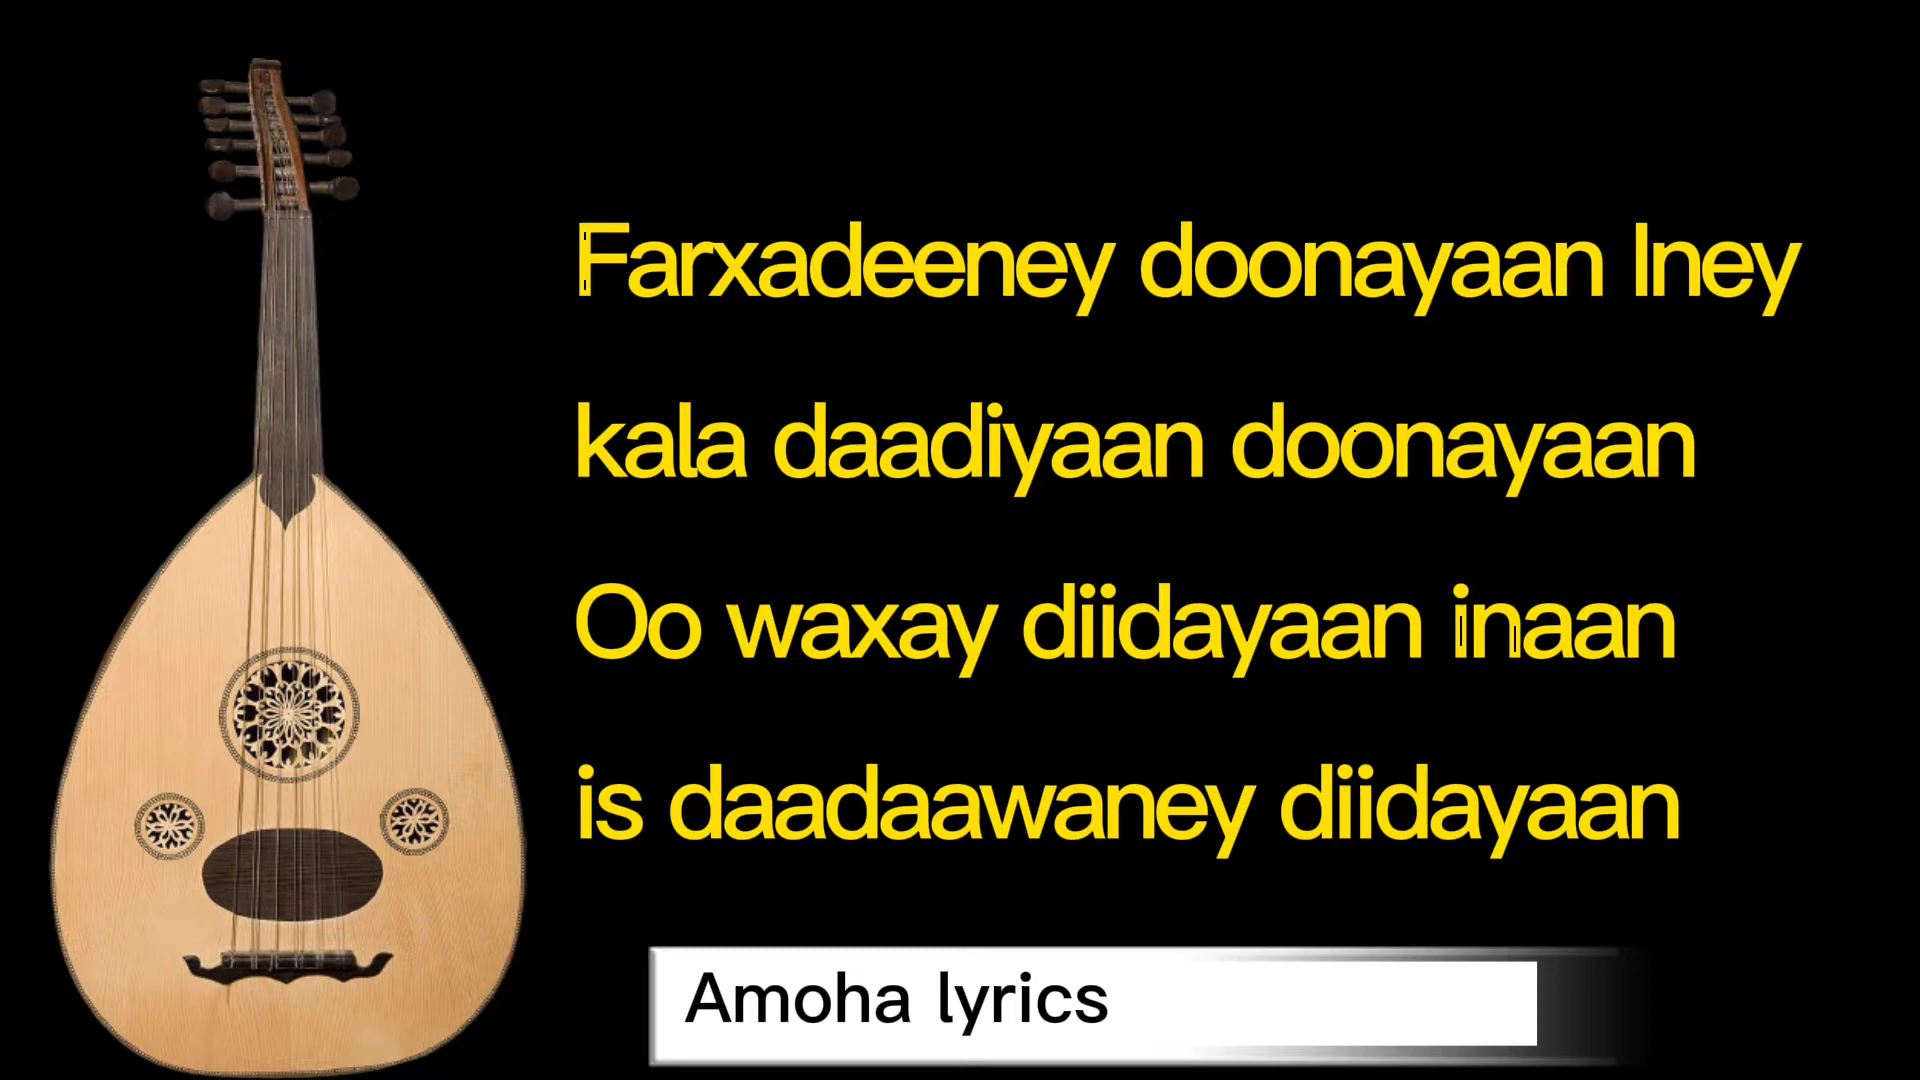 Farxadeeney doonayaan Iney
kala daadiyaan doonayaan
Oo waxay diidayaan inaan
is daadaawaney diidayaan
Amoha lyrics